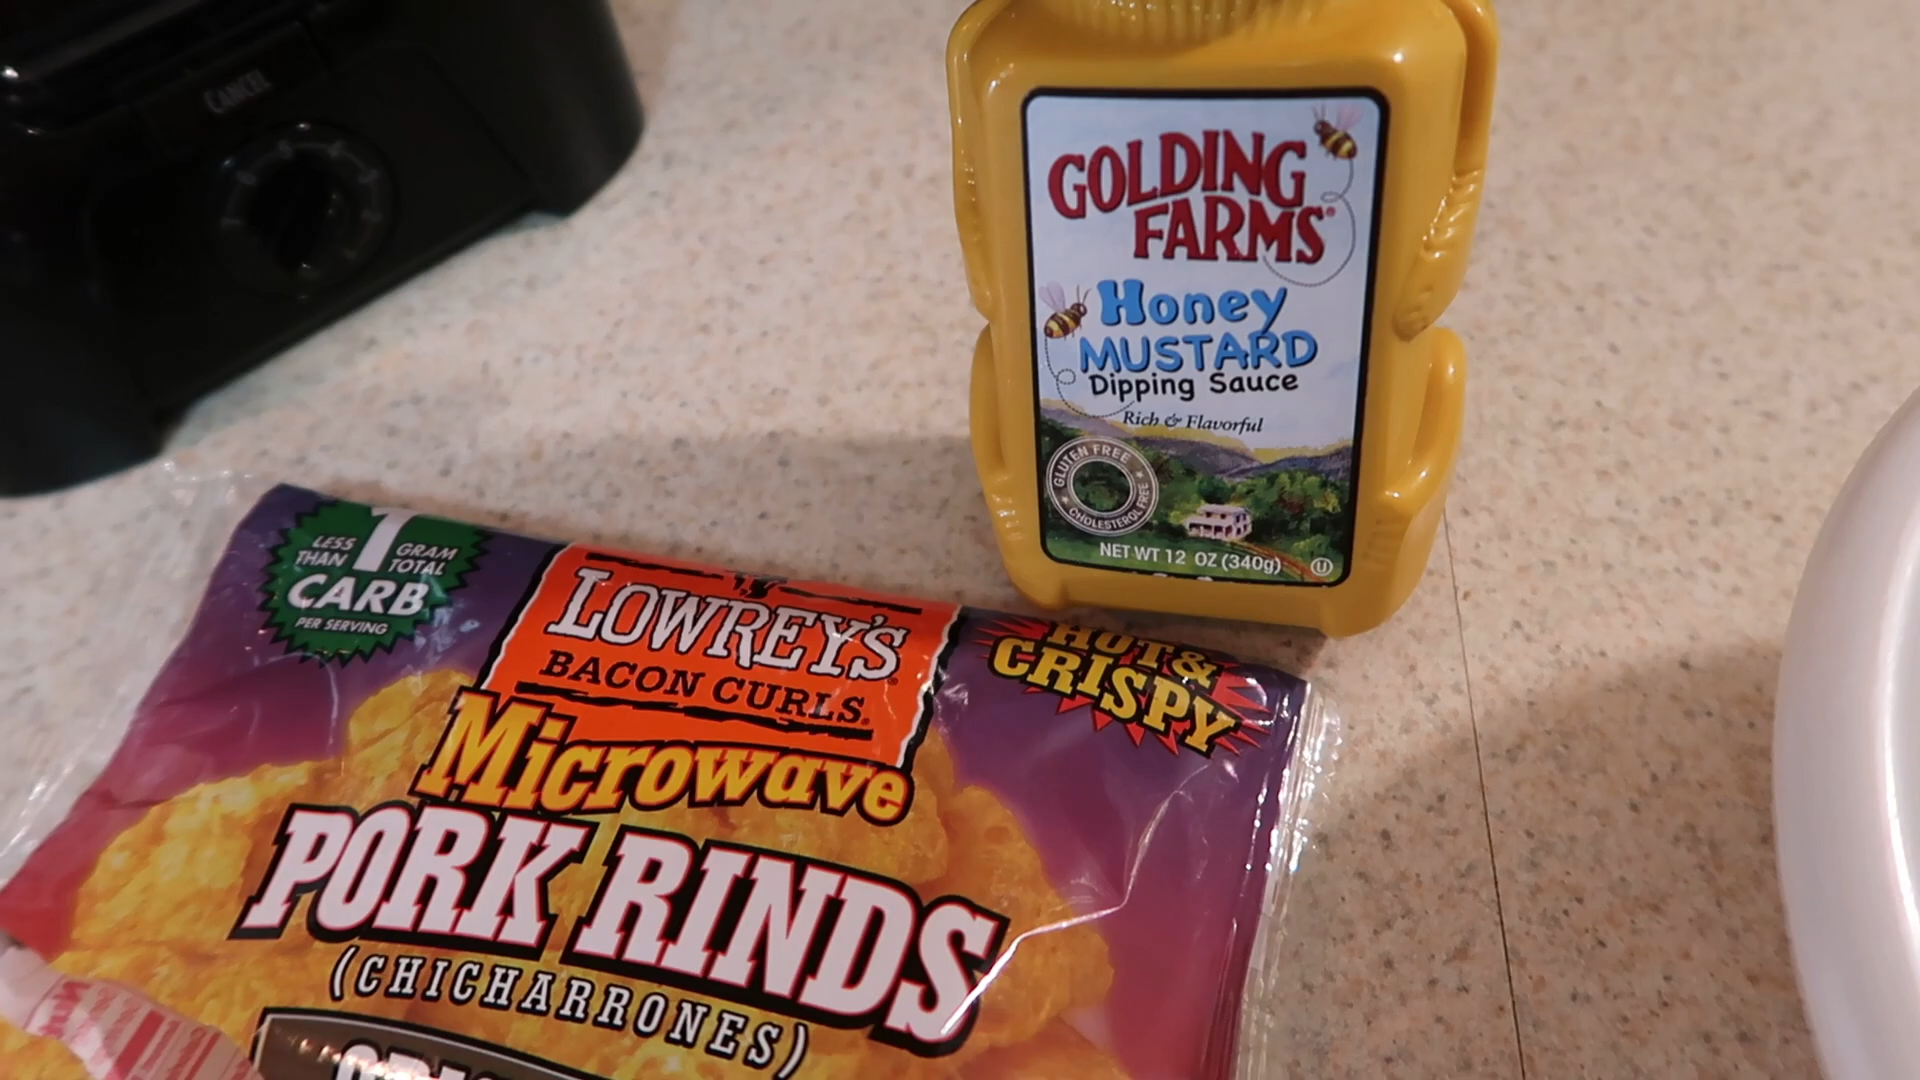 CANCEL
GOLDING
FARMS®
Honey
MUSTARD
Dipping Sauce
Rich & Flavorful
GLUTEN FREE
CHOLESTEROL FREE
NET WT 12 OZ (340g)
U
LESS THAN 1 GRAM TOTAL
CARB
PER SERVING
LOWREY'S
BACON CURLS®
HOT &
CRISPY
Microwave
PORK RINDS
(CHICHARRONES)